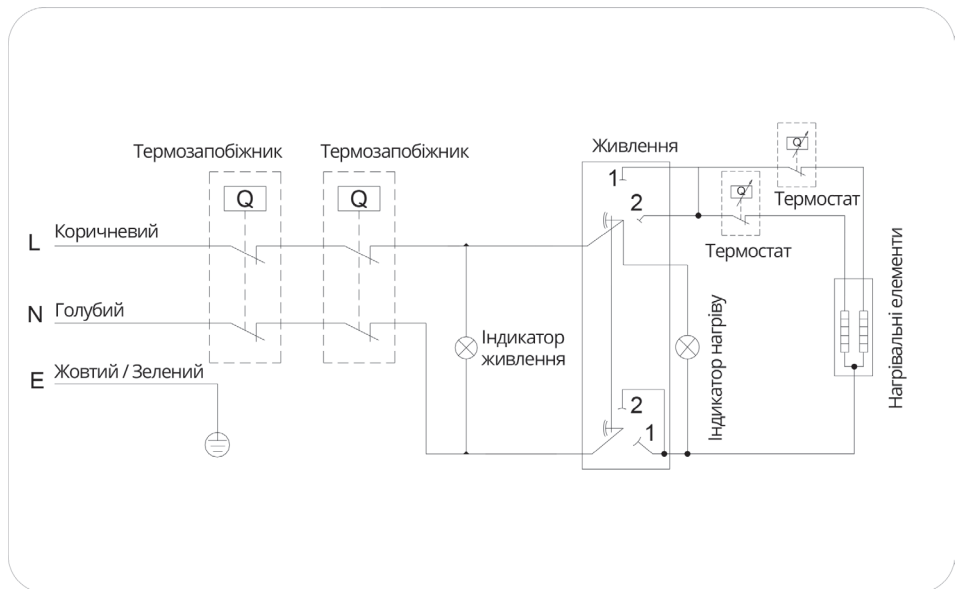 Термозапобіжник
Термозапобіжник
Живлення
Q
Q
Q
Q
1
2
Термостат
Термостат
L
Коричневий
N
Голубий
E
Жовтий / Зелений
Індикатор
живлення
Індикатор нагріву
Нагрівальні елементи
2
1